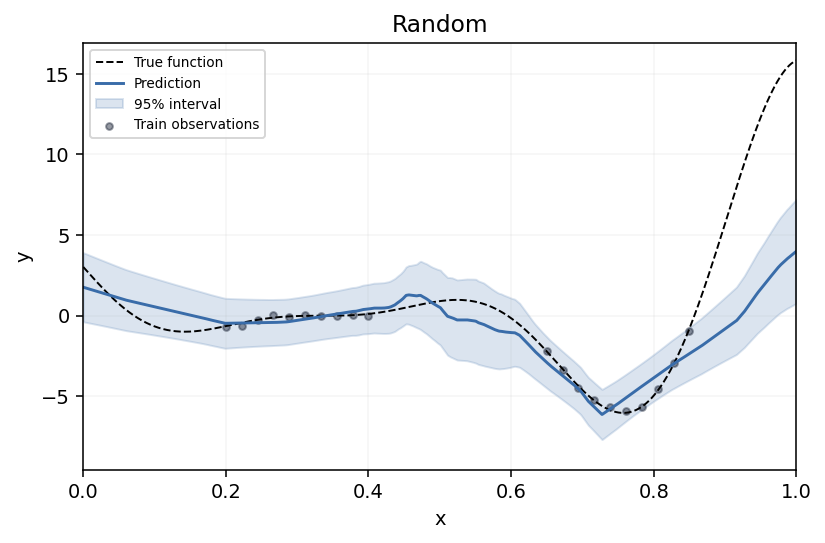 Random
True function
Prediction
95% interval
Train observations
15
10
5
0
−5
y
0.0 0.2 0.4 0.6 0.8 1.0
x